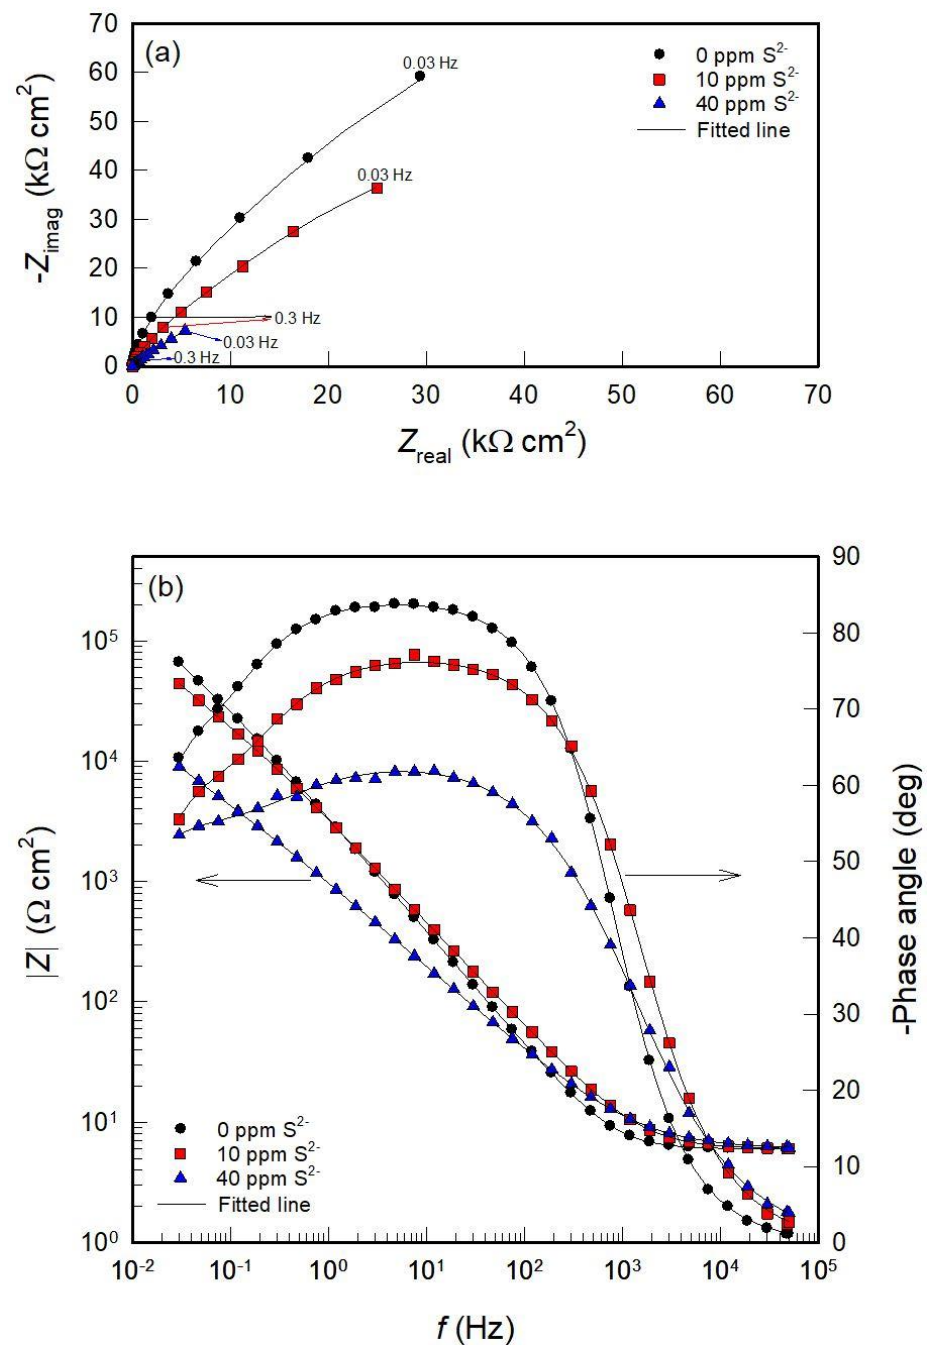 (a)
-Z_imag (kΩ cm²)
70
60
50
40
30
20
10
0
0.03 Hz
0.03 Hz
0.3 Hz
0.03 Hz
0.3 Hz
0 ppm S²⁻
10 ppm S²⁻
40 ppm S²⁻
Fitted line
0 10 20 30 40 50 60 70
Z_real (kΩ cm²)
(b)
|Z| (Ω cm²)
10⁵
10⁴
10³
10²
10¹
10⁰
0 ppm S²⁻
10 ppm S²⁻
40 ppm S²⁻
Fitted line
90
80
70
60
50
40
30
20
10
0
-Phase angle (deg)
10⁻² 10⁻¹ 10⁰ 10¹ 10² 10³ 10⁴ 10⁵
f (Hz)